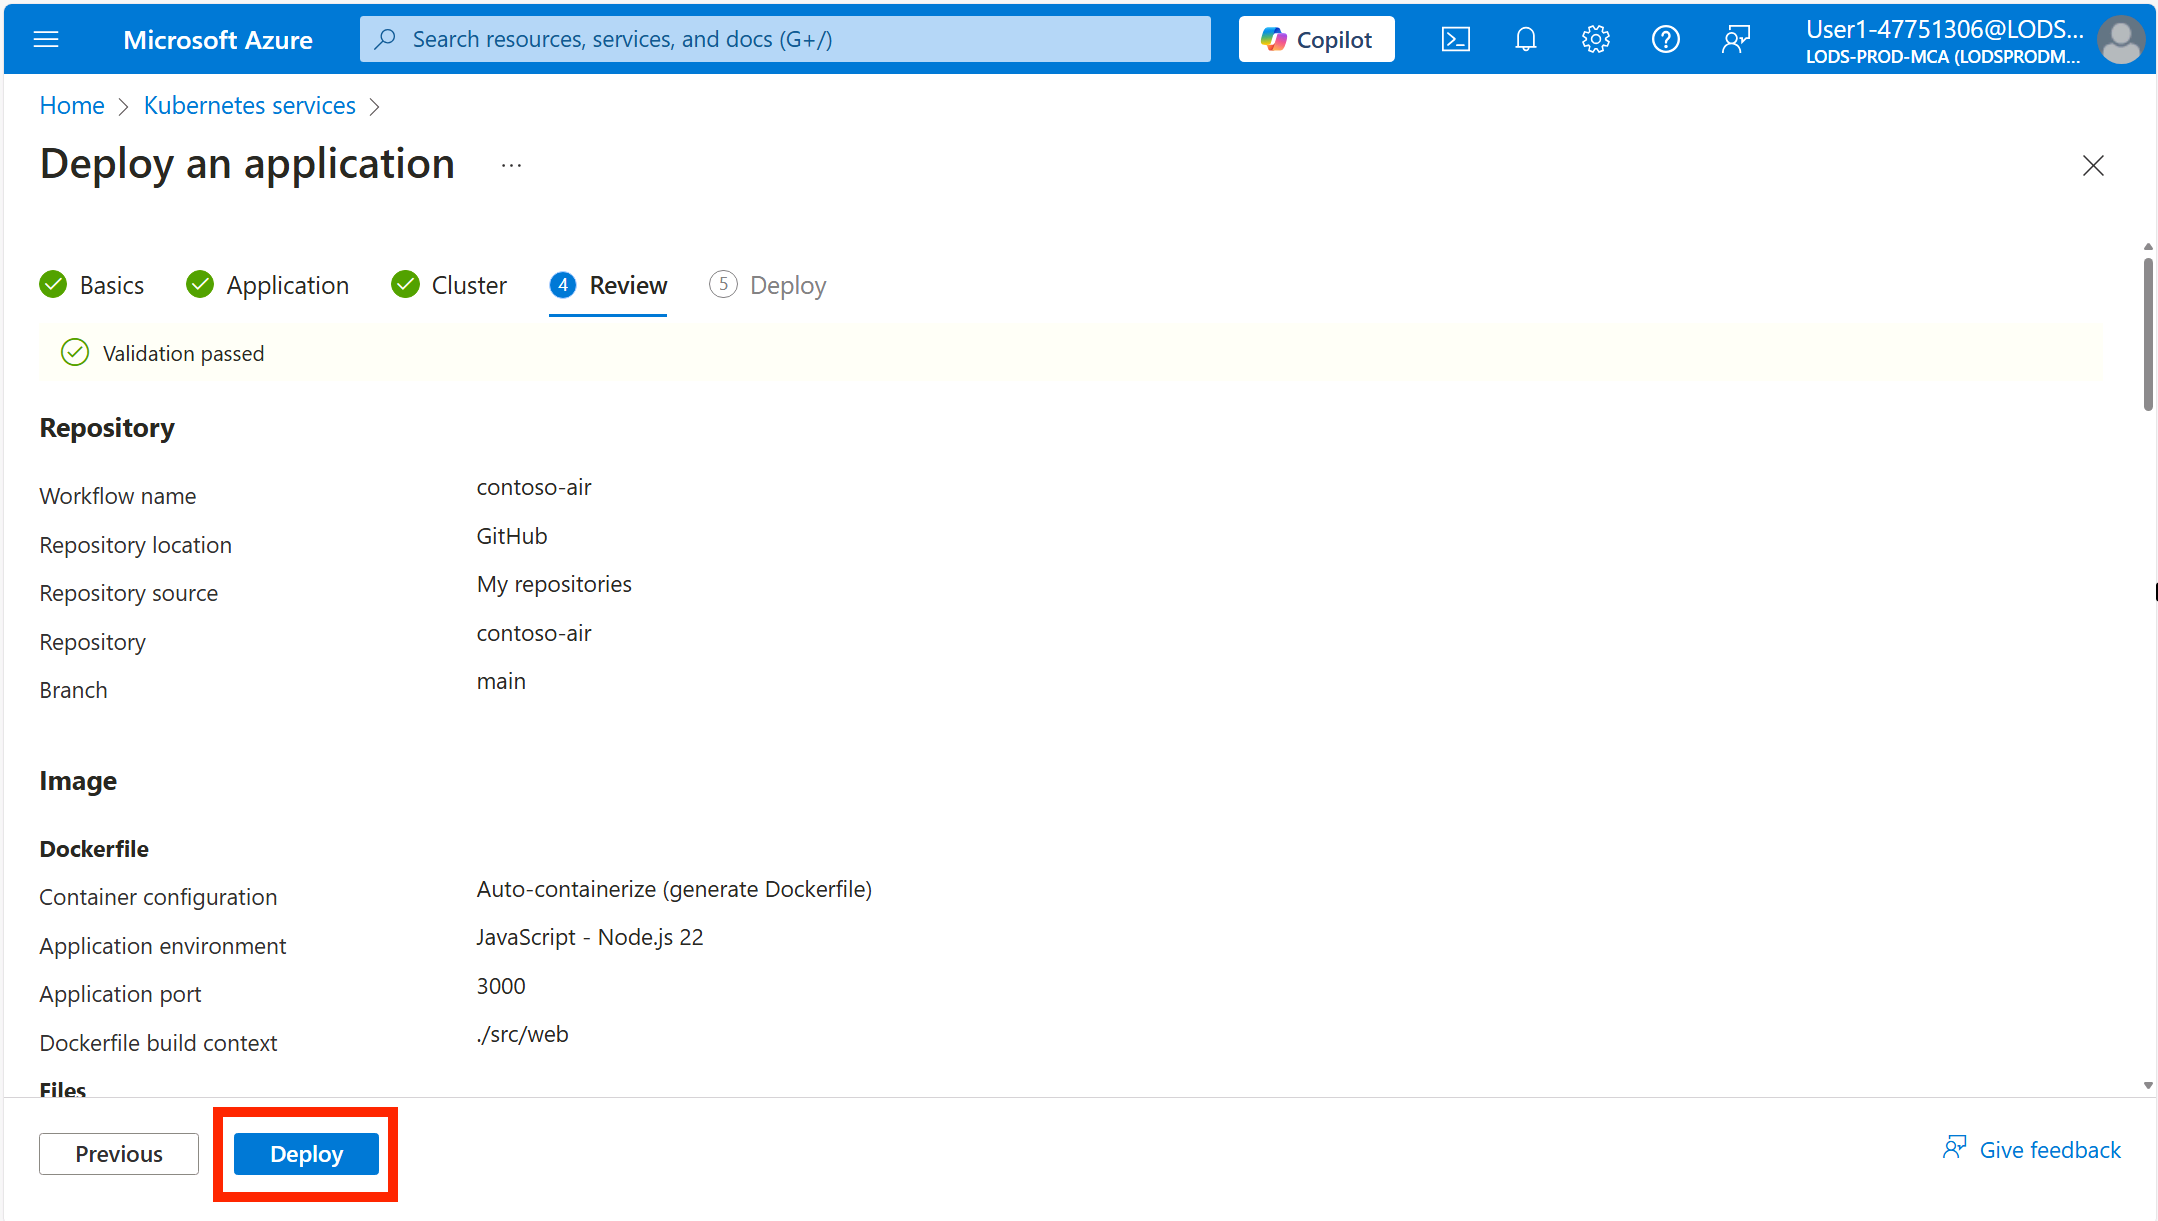 Microsoft Azure
Search resources, services, and docs (G+/)
Copilot
User1-47751306@LODS...
LODS-PROD-MCA (LODSPRODM...
Home > Kubernetes services >
Deploy an application ...
Basics
Application
Cluster
4 Review
5 Deploy
Validation passed
Repository
Workflow name contoso-air
Repository location GitHub
Repository source My repositories
Repository contoso-air
Branch main
Image
Dockerfile
Container configuration Auto-containerize (generate Dockerfile)
Application environment JavaScript - Node.js 22
Application port 3000
Dockerfile build context ./src/web
Files
Previous
Deploy
Give feedback